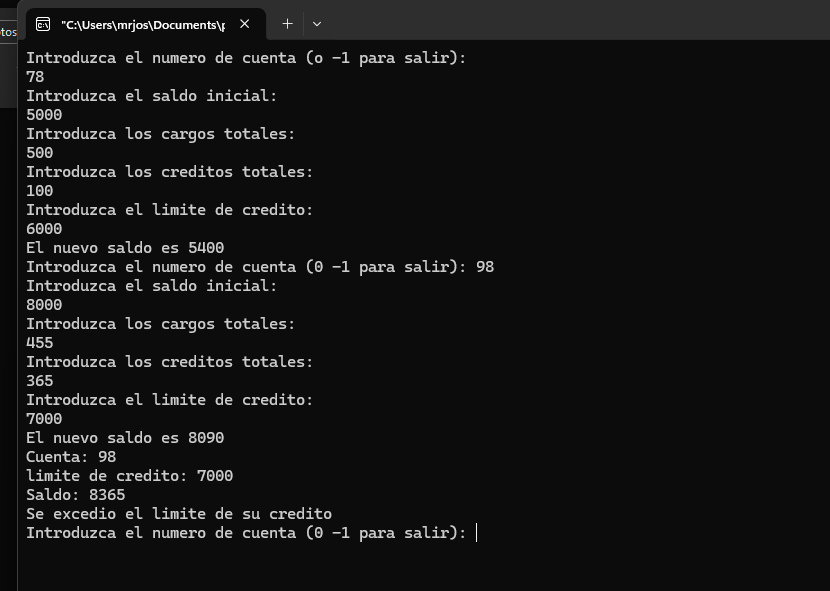 tos
"C:\Users\mrjos\Documents\p
Introduzca el numero de cuenta (o -1 para salir):
78
Introduzca el saldo inicial:
5000
Introduzca los cargos totales:
500
Introduzca los creditos totales:
100
Introduzca el limite de credito:
6000
El nuevo saldo es 5400
Introduzca el numero de cuenta (0 -1 para salir): 98
Introduzca el saldo inicial:
8000
Introduzca los cargos totales:
455
Introduzca los creditos totales:
365
Introduzca el limite de credito:
7000
El nuevo saldo es 8090
Cuenta: 98
limite de credito: 7000
Saldo: 8365
Se excedio el limite de su credito
Introduzca el numero de cuenta (0 -1 para salir):